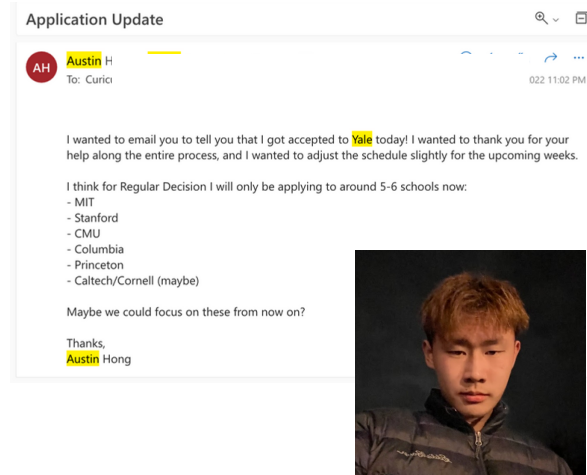 Application Update
AH
Austin H
To: Curic
022 11:02 PM
I wanted to email you to tell you that I got accepted to Yale today! I wanted to thank you for your
help along the entire process, and I wanted to adjust the schedule slightly for the upcoming weeks.
I think for Regular Decision I will only be applying to around 5-6 schools now:
- MIT
- Stanford
- CMU
- Columbia
- Princeton
- Caltech/Cornell (maybe)
Maybe we could focus on these from now on?
Thanks,
Austin Hong